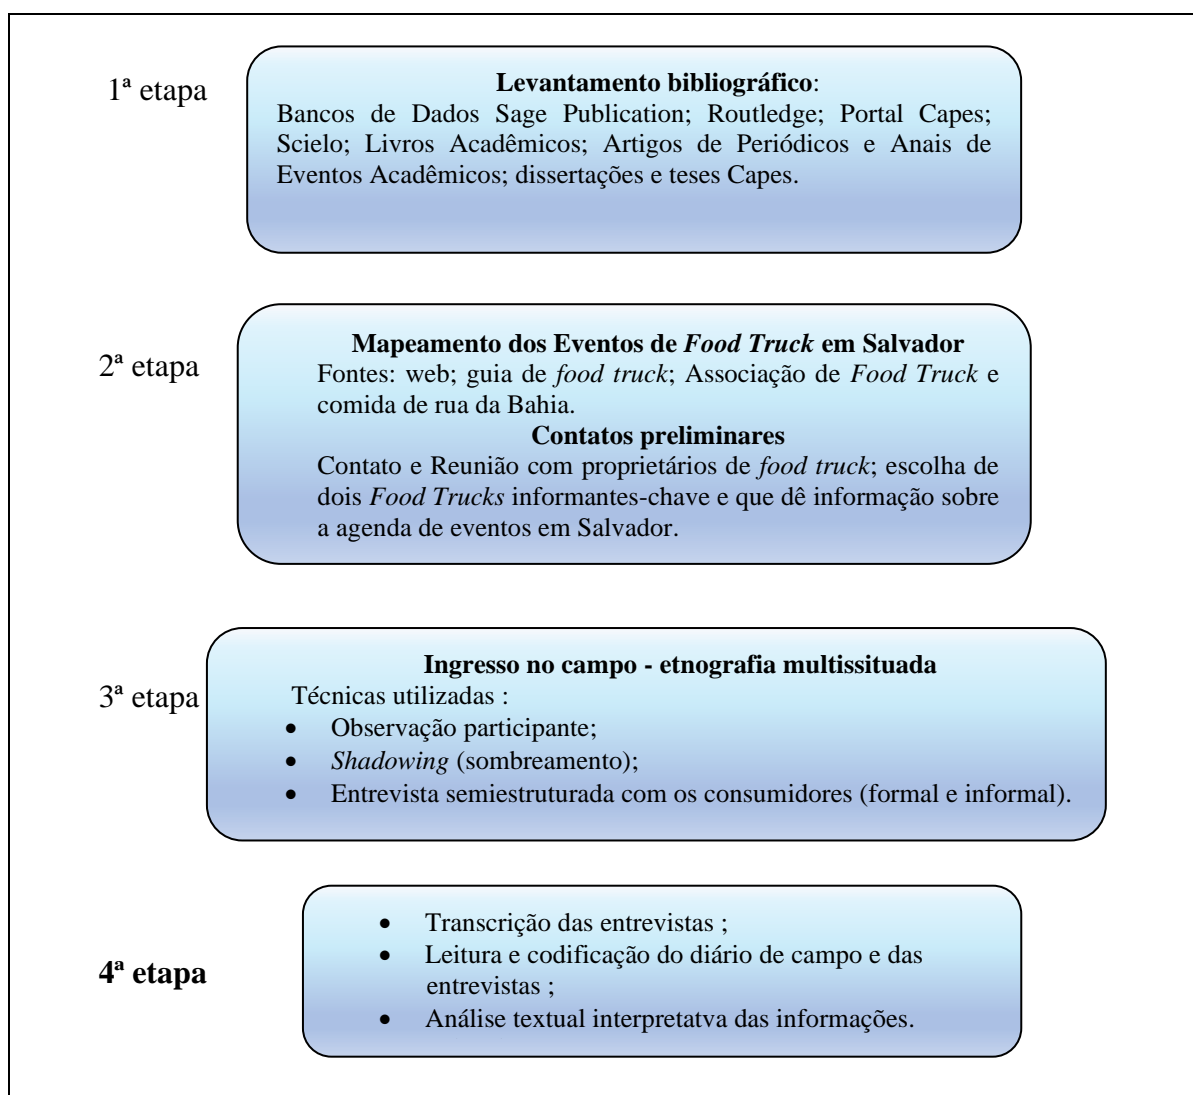 1ª etapa
Levantamento bibliográfico:
Bancos de Dados Sage Publication; Routledge; Portal Capes;
Scielo; Livros Acadêmicos; Artigos de Periódicos e Anais de
Eventos Acadêmicos; dissertações e teses Capes.
2ª etapa
Mapeamento dos Eventos de Food Truck em Salvador
Fontes: web; guia de food truck; Associação de Food Truck e
comida de rua da Bahia.
Contatos preliminares
Contato e Reunião com proprietários de food truck; escolha de
dois Food Trucks informantes-chave e que dê informação sobre
a agenda de eventos em Salvador.
3ª etapa
Ingresso no campo - etnografia multissituada
Técnicas utilizadas :
• Observação participante;
• Shadowing (sombreamento);
• Entrevista semiestruturada com os consumidores (formal e informal).
4ª etapa
• Transcrição das entrevistas ;
• Leitura e codificação do diário de campo e das
entrevistas ;
• Análise textual interpretatva das informações.